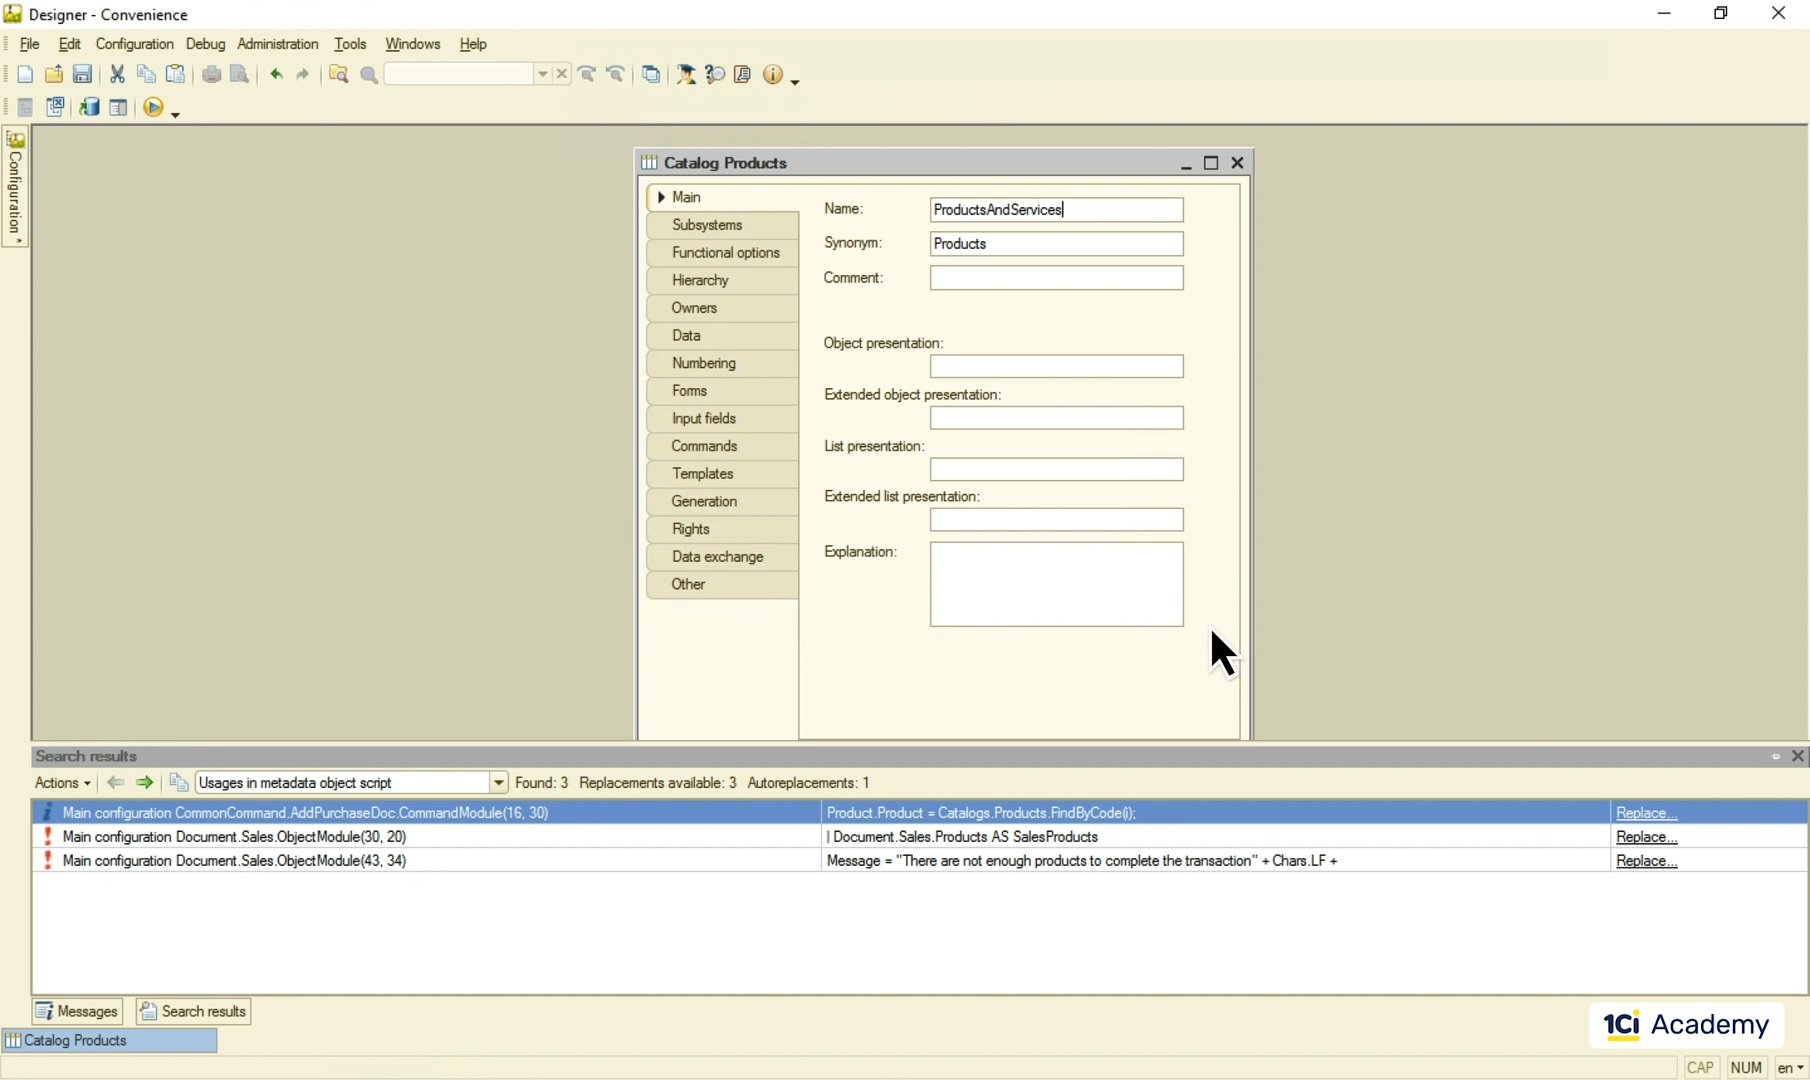 Designer - Convenience
File Edit Configuration Debug Administration Tools Windows Help
Configuration
Catalog Products
Main
Subsystems
Functional options
Hierarchy
Owners
Data
Numbering
Forms
Input fields
Commands
Templates
Generation
Rights
Data exchange
Other
Name: ProductsAndServices
Synonym: Products
Comment:
Object presentation:
Extended object presentation:
List presentation:
Extended list presentation:
Explanation:
Search results
Actions Usages in metadata object script Found: 3 Replacements available: 3 Autoreplacements: 1
Main configuration CommonCommand.AddPurchaseDoc.CommandModule(16, 30) Product.Product = Catalogs.Products.FindByCode(i); Replace...
Main configuration Document.Sales.ObjectModule(30, 20) | Document.Sales.Products AS SalesProducts Replace...
Main configuration Document.Sales.ObjectModule(43, 34) Message = "There are not enough products to complete the transaction" + Chars.LF + Replace...
Messages Search results
1Ci Academy
Catalog Products
CAP NUM en